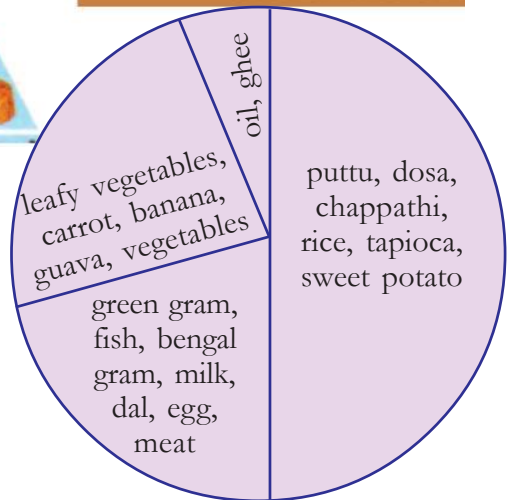 oil, ghee
leafy vegetables,
carrot, banana,
guava, vegetables
puttu, dosa,
chappathi,
rice, tapioca,
sweet potato
green gram,
fish, bengal
gram, milk,
dal, egg,
meat